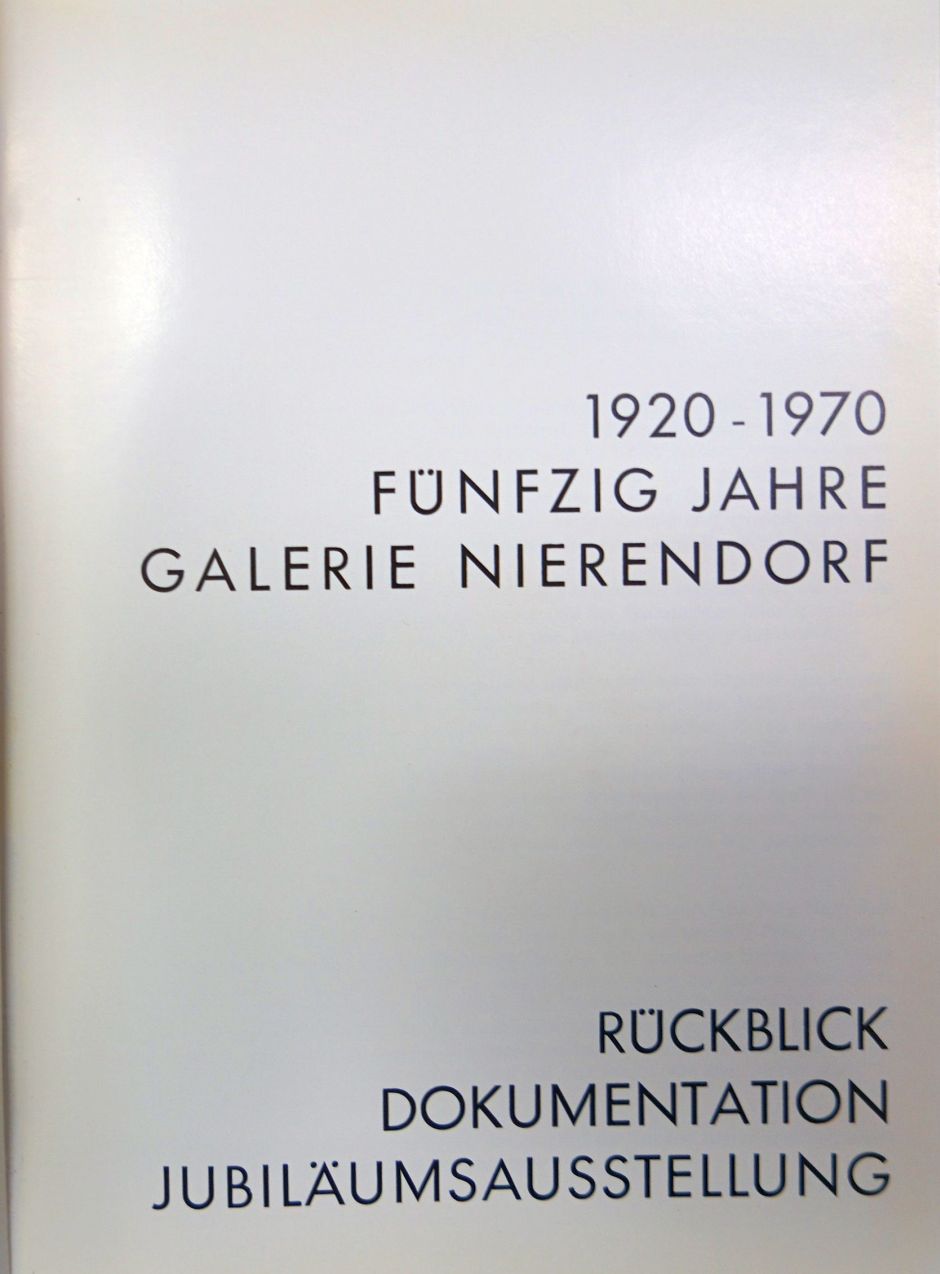 1920 - 1970
FÜNFZIG JAHRE
GALERIE NIERENDORF
RÜCKBLICK
DOKUMENTATION
JUBILÄUMSAUSSTELLUNG